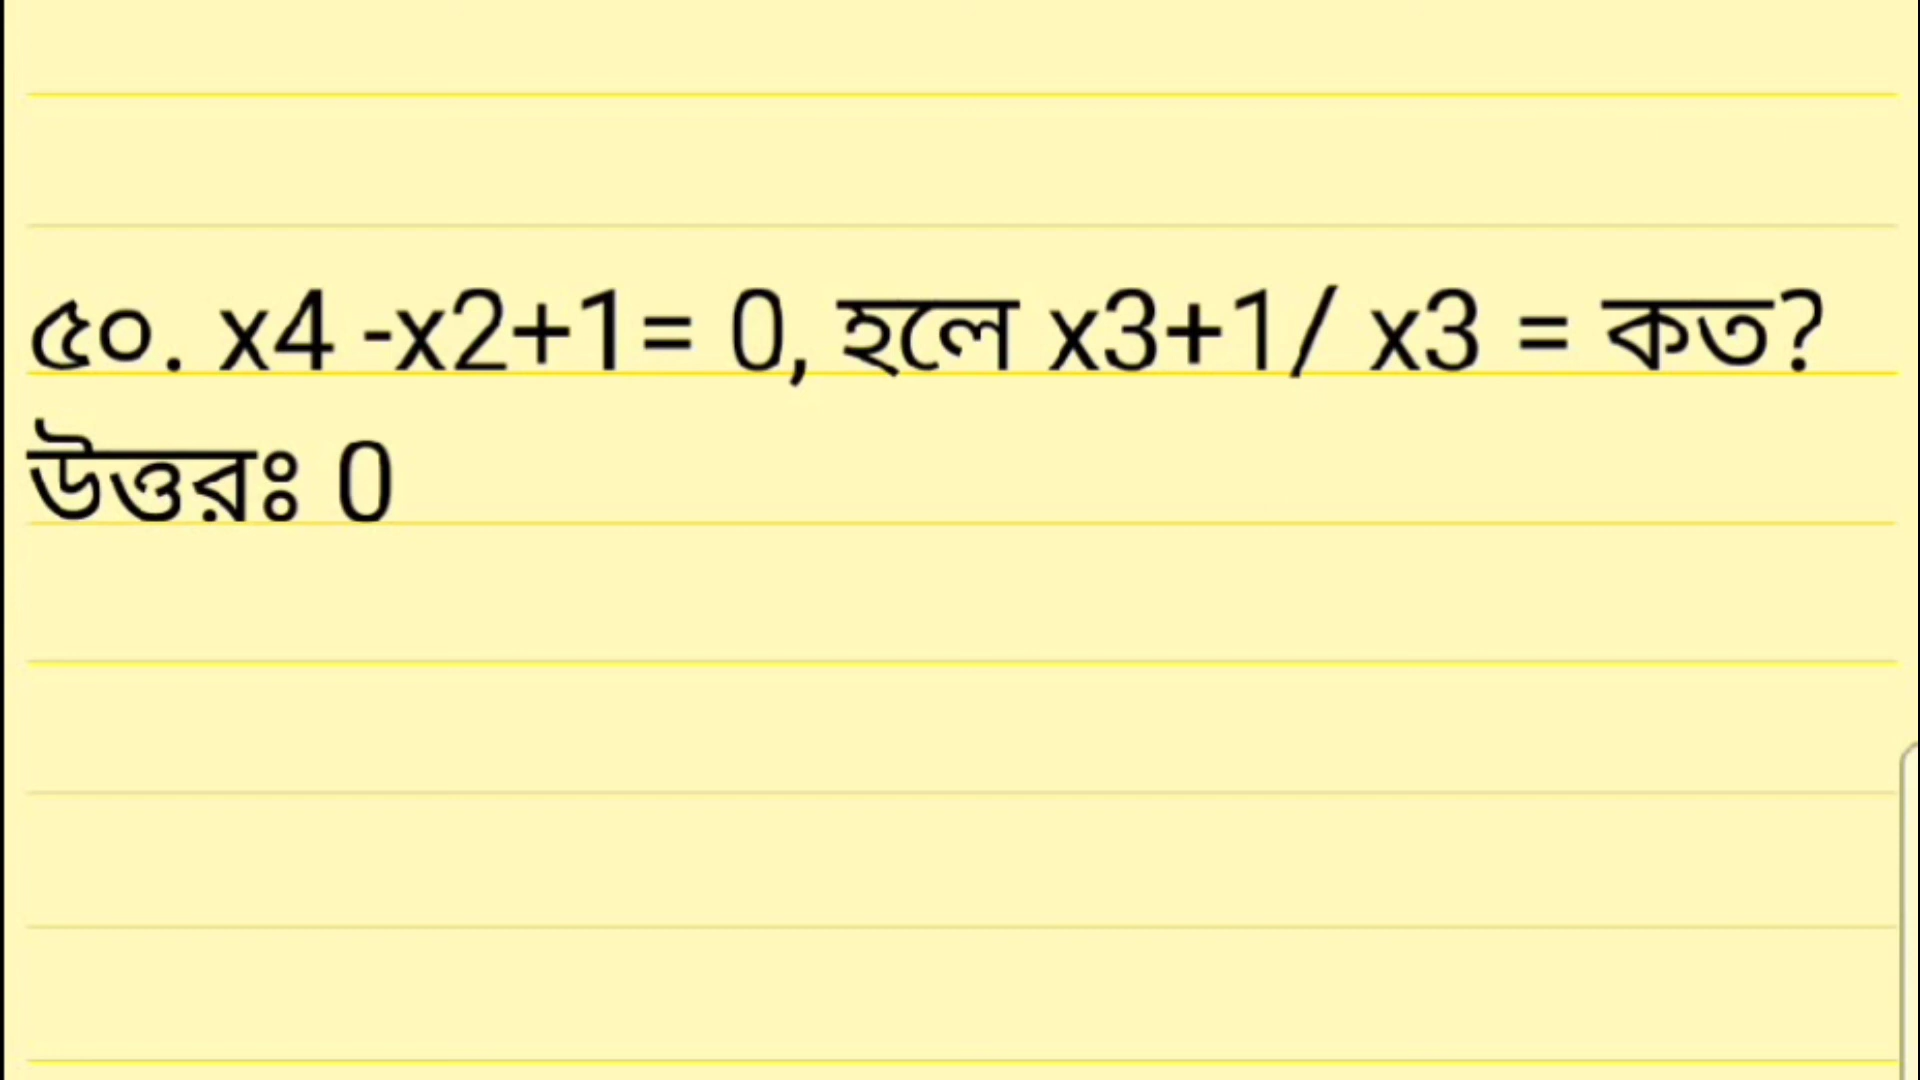 ৫০. x4 -x2+1= 0, হলে x3+1/ x3 = কত?
উত্তরঃ 0